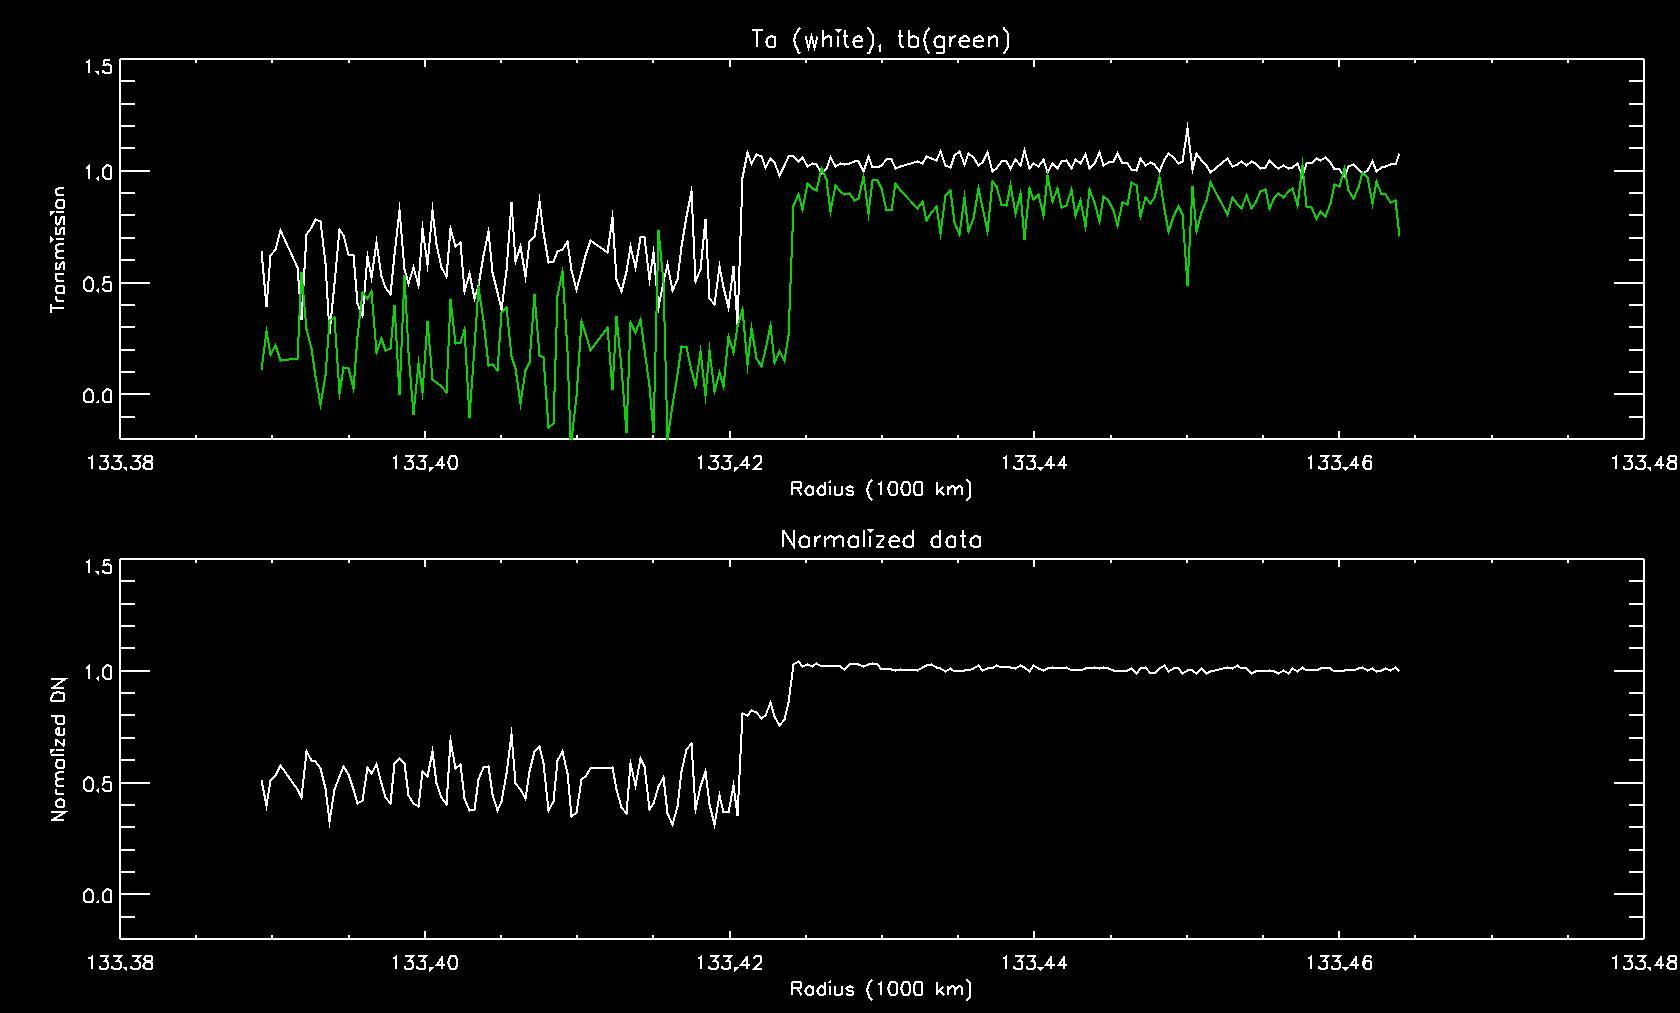 Ta (white), tb(green)
1.5
1.0
0.5
0.0
Transmission
133.38 133.40 133.42 133.44 133.46 133.48
Radius (1000 km)
Normalized data
1.5
1.0
0.5
0.0
Normalized DN
133.38 133.40 133.42 133.44 133.46 133.48
Radius (1000 km)